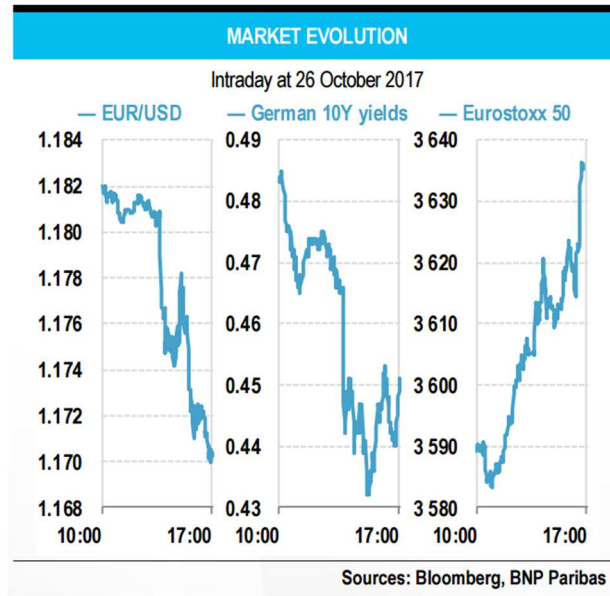 MARKET EVOLUTION
Intraday at 26 October 2017
— EUR/USD — German 10Y yields — Eurostoxx 50
1.184 0.49 3 640
1.182 0.48 3 630
1.180
1.178 0.47 3 620
1.176 0.46 3 610
1.174 0.45 3 600
1.172 0.44 3 590
1.170
1.168 0.43 3 580
10:00 17:00 10:00 17:00 10:00 17:00
Sources: Bloomberg, BNP Paribas